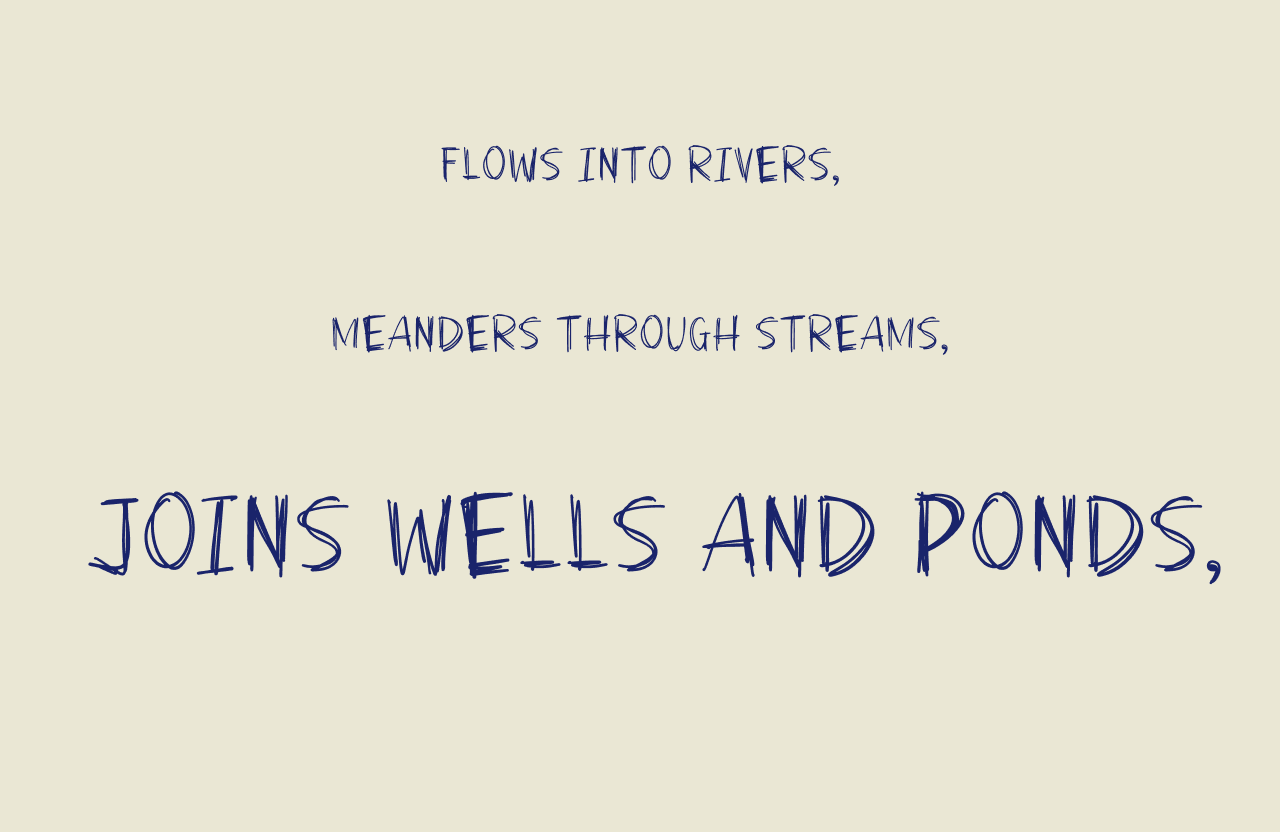 FLOWS INTO RIVERS,
MEANDERS THROUGH STREAMS,
JOINS WELLS AND PONDS,